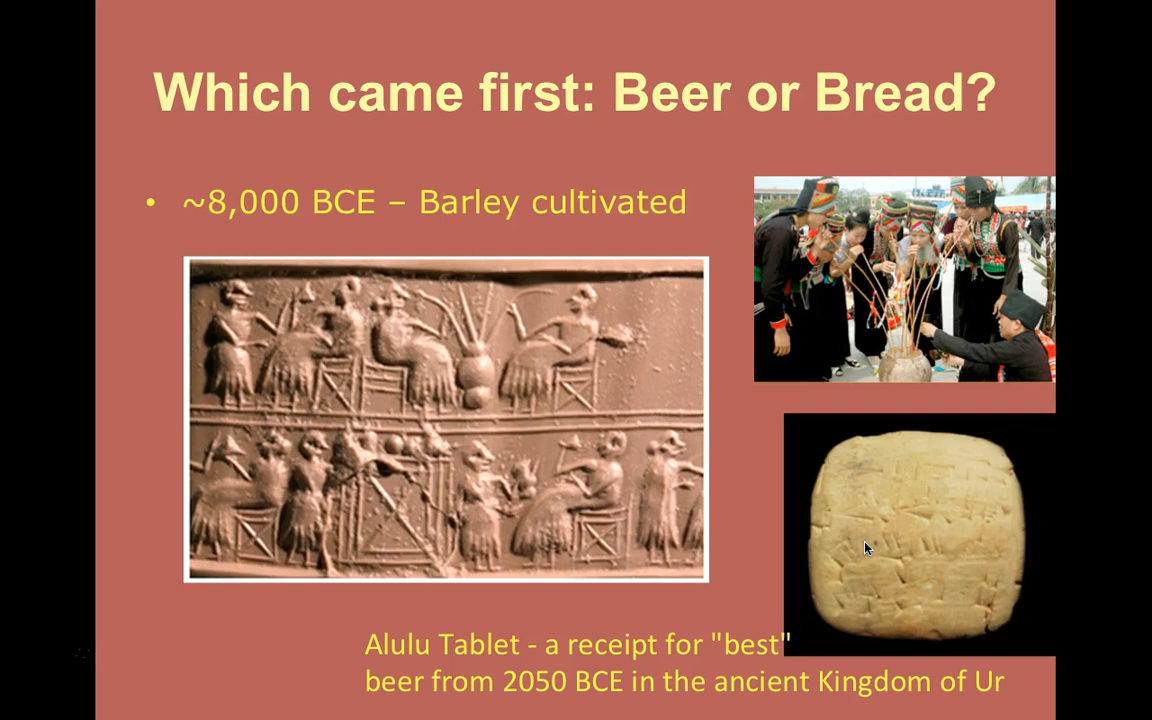 Which came first: Beer or Bread?
• ~8,000 BCE – Barley cultivated
Alulu Tablet - a receipt for "best"
beer from 2050 BCE in the ancient Kingdom of Ur